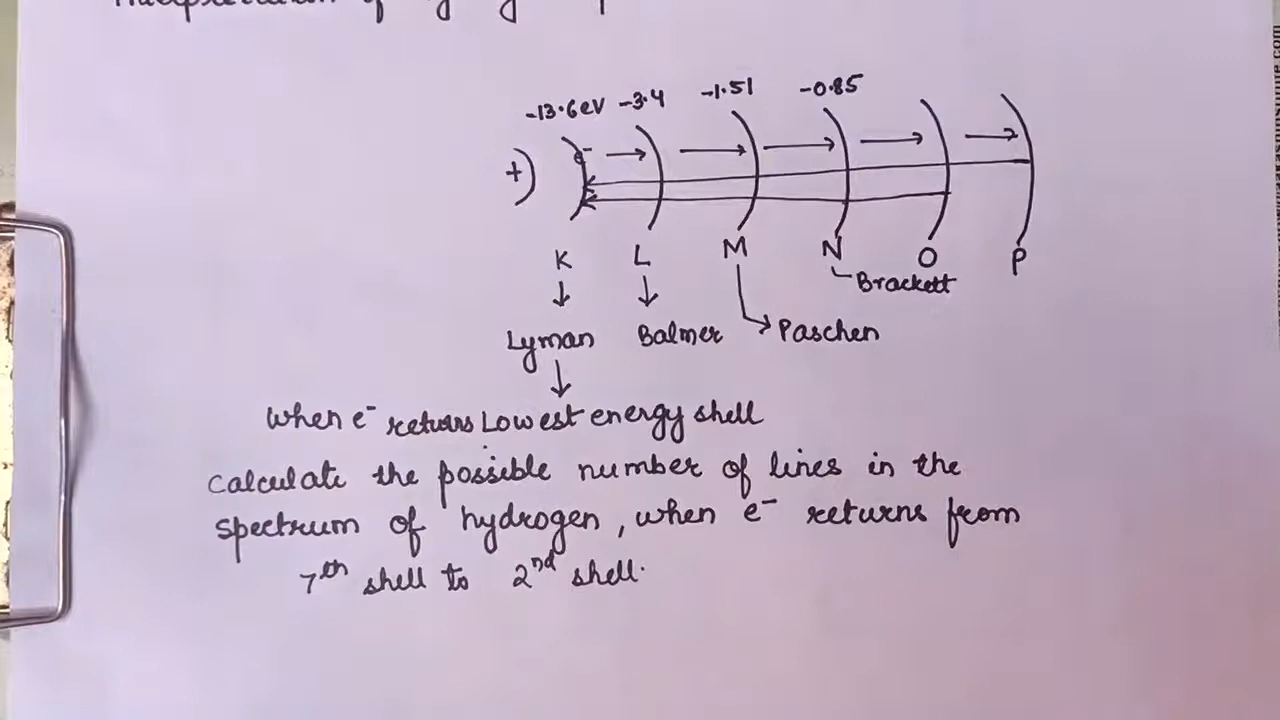 of
-13.6ev -3.4 -1.51 -0.85
+ e⁻
K L M N O P
Brackett
Lyman Balmer Paschen
when e⁻ returns Lowest energy shell
calculate the possible number of lines in the
spectrum of hydrogen, when e⁻ returns from
7th shell to 2nd shell.